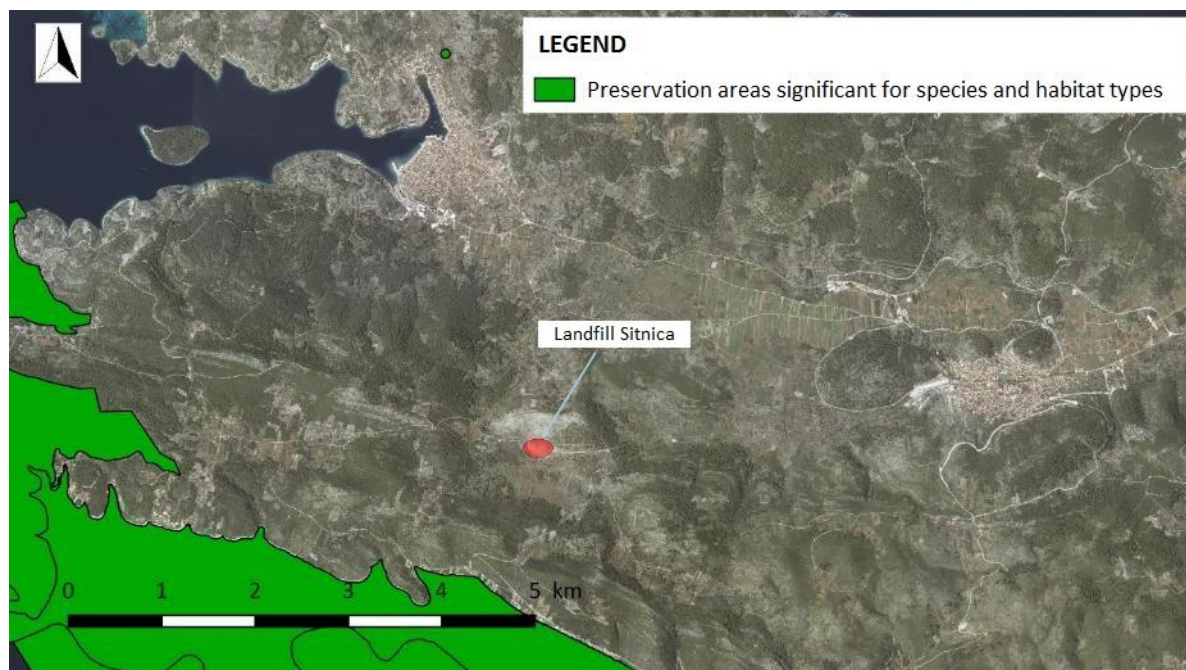 LEGEND
Preservation areas significant for species and habitat types
Landfill Sitnica
0 1 2 3 4 5 km